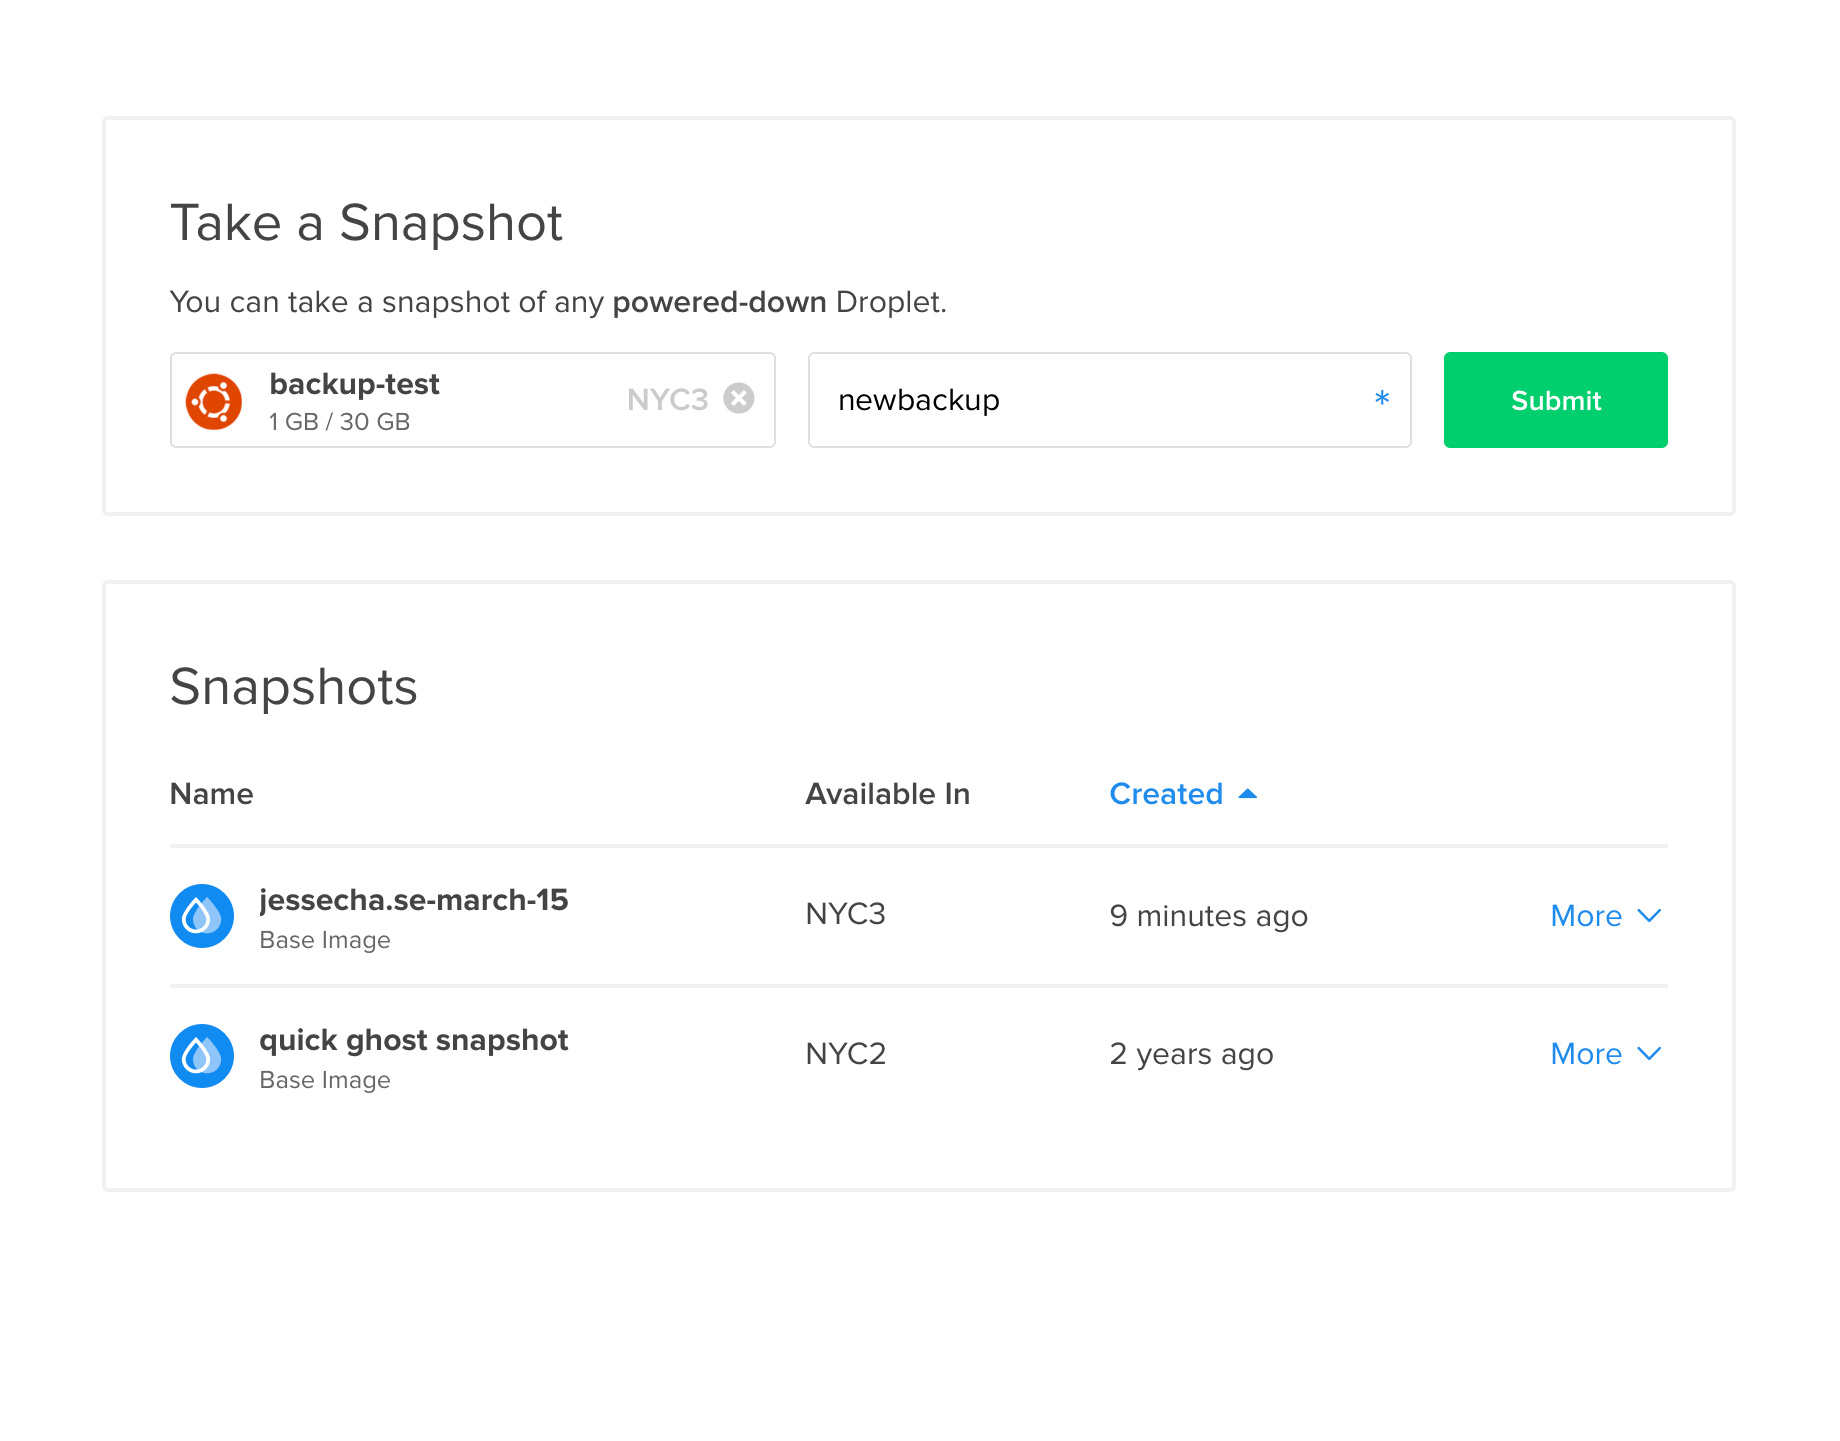 Take a Snapshot
You can take a snapshot of any powered-down Droplet.
backup-test
1 GB / 30 GB
NYC3
newbackup *
Submit
Snapshots
Name Available In Created
jessecha.se-march-15
Base Image
NYC3 9 minutes ago More
quick ghost snapshot
Base Image
NYC2 2 years ago More